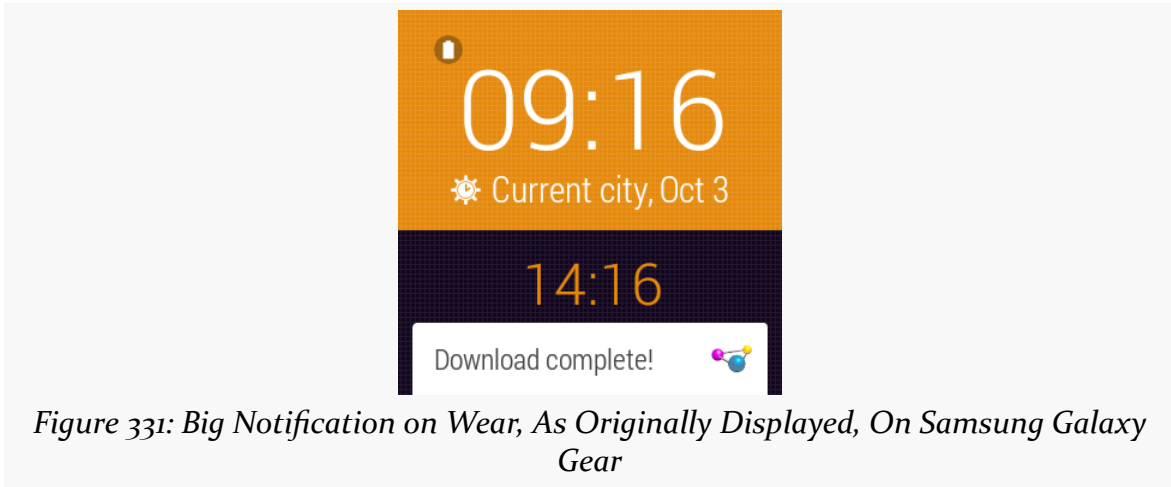 09:16
Current city, Oct 3
14:16
Download complete!
Figure 331: Big Notification on Wear, As Originally Displayed, On Samsung Galaxy
Gear